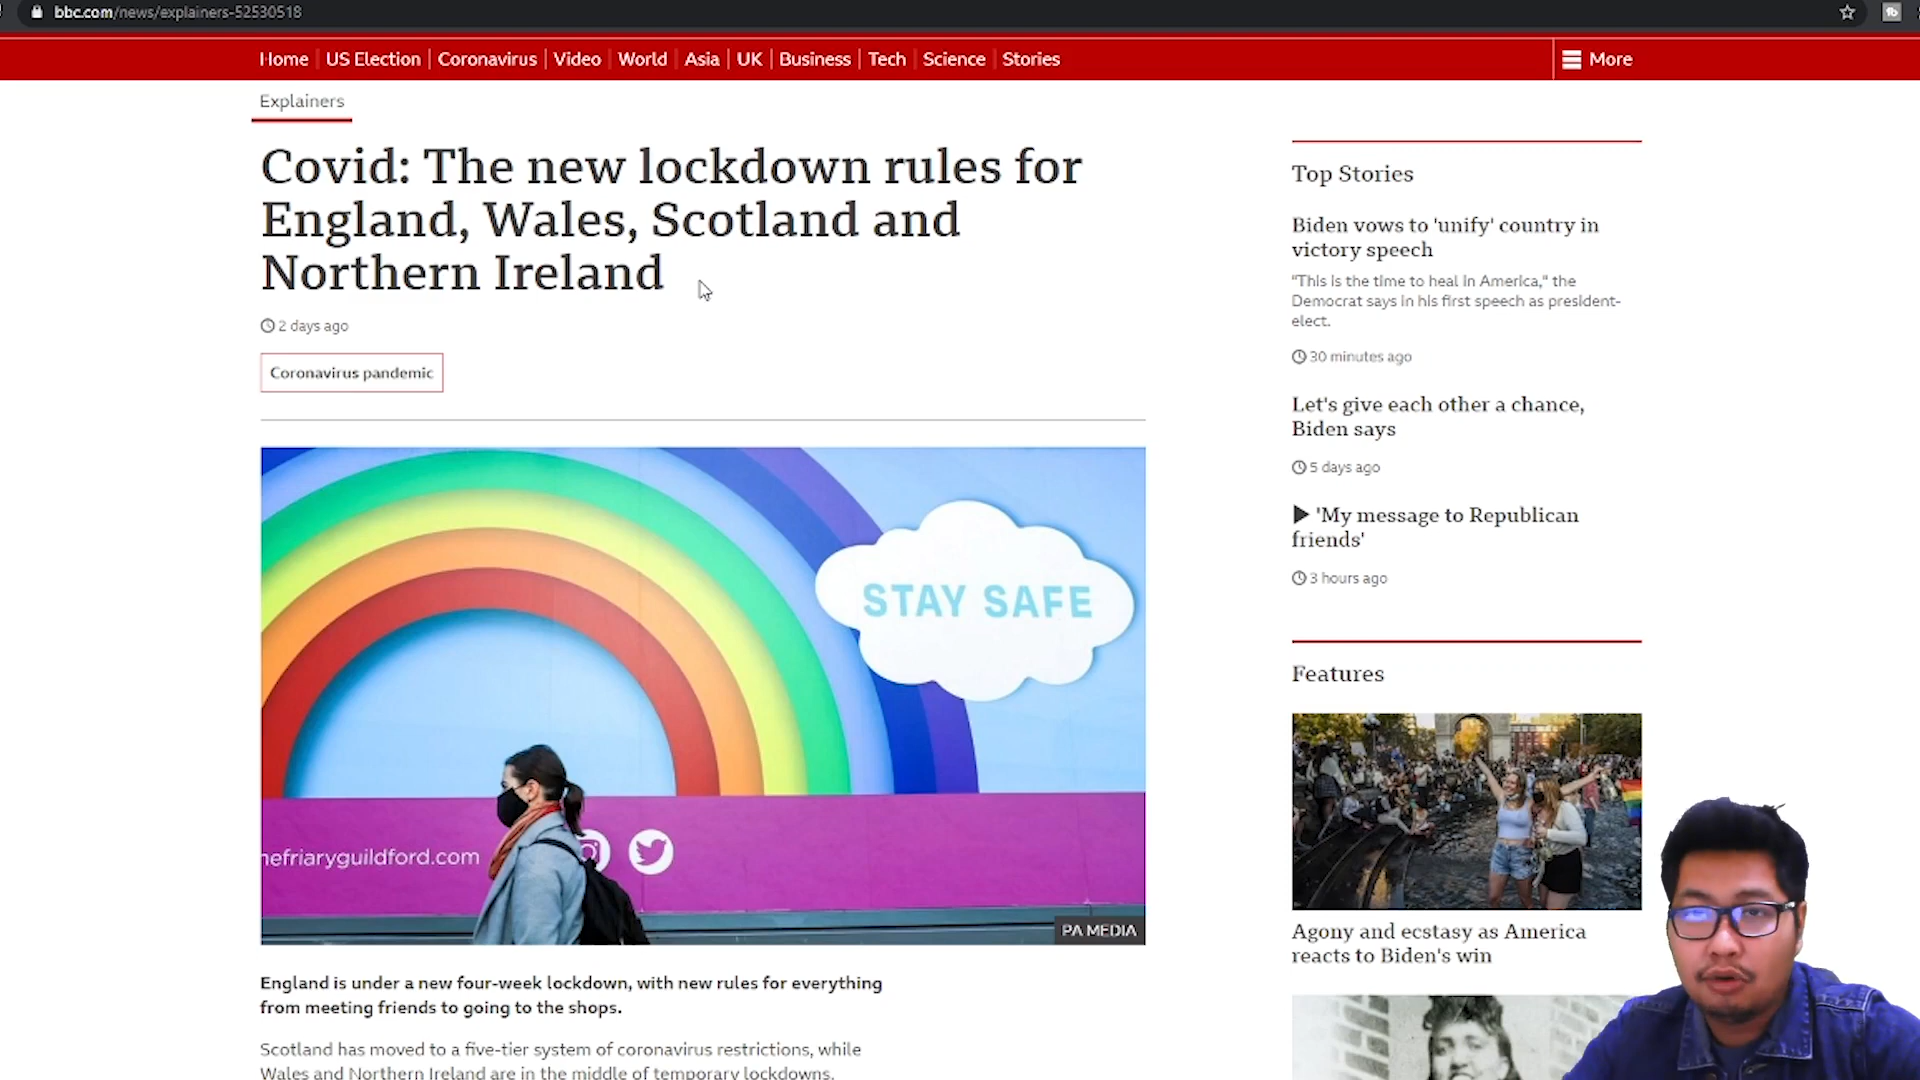 bbc.com/news/explainers-52530518
Home US Election Coronavirus Video World Asia UK Business Tech Science Stories More
Explainers
Covid: The new lockdown rules for
England, Wales, Scotland and
Northern Ireland
2 days ago
Coronavirus pandemic
STAY SAFE
hefriaryguildford.com
PA MEDIA
England is under a new four-week lockdown, with new rules for everything
from meeting friends to going to the shops.
Scotland has moved to a five-tier system of coronavirus restrictions, while
Wales and Northern Ireland are in the middle of temporary lockdowns.
Top Stories
Biden vows to 'unify' country in
victory speech
"This is the time to heal in America," the
Democrat says in his first speech as president-
elect.
30 minutes ago
Let's give each other a chance,
Biden says
5 days ago
'My message to Republican
friends'
3 hours ago
Features
Agony and ecstasy as America
reacts to Biden's win